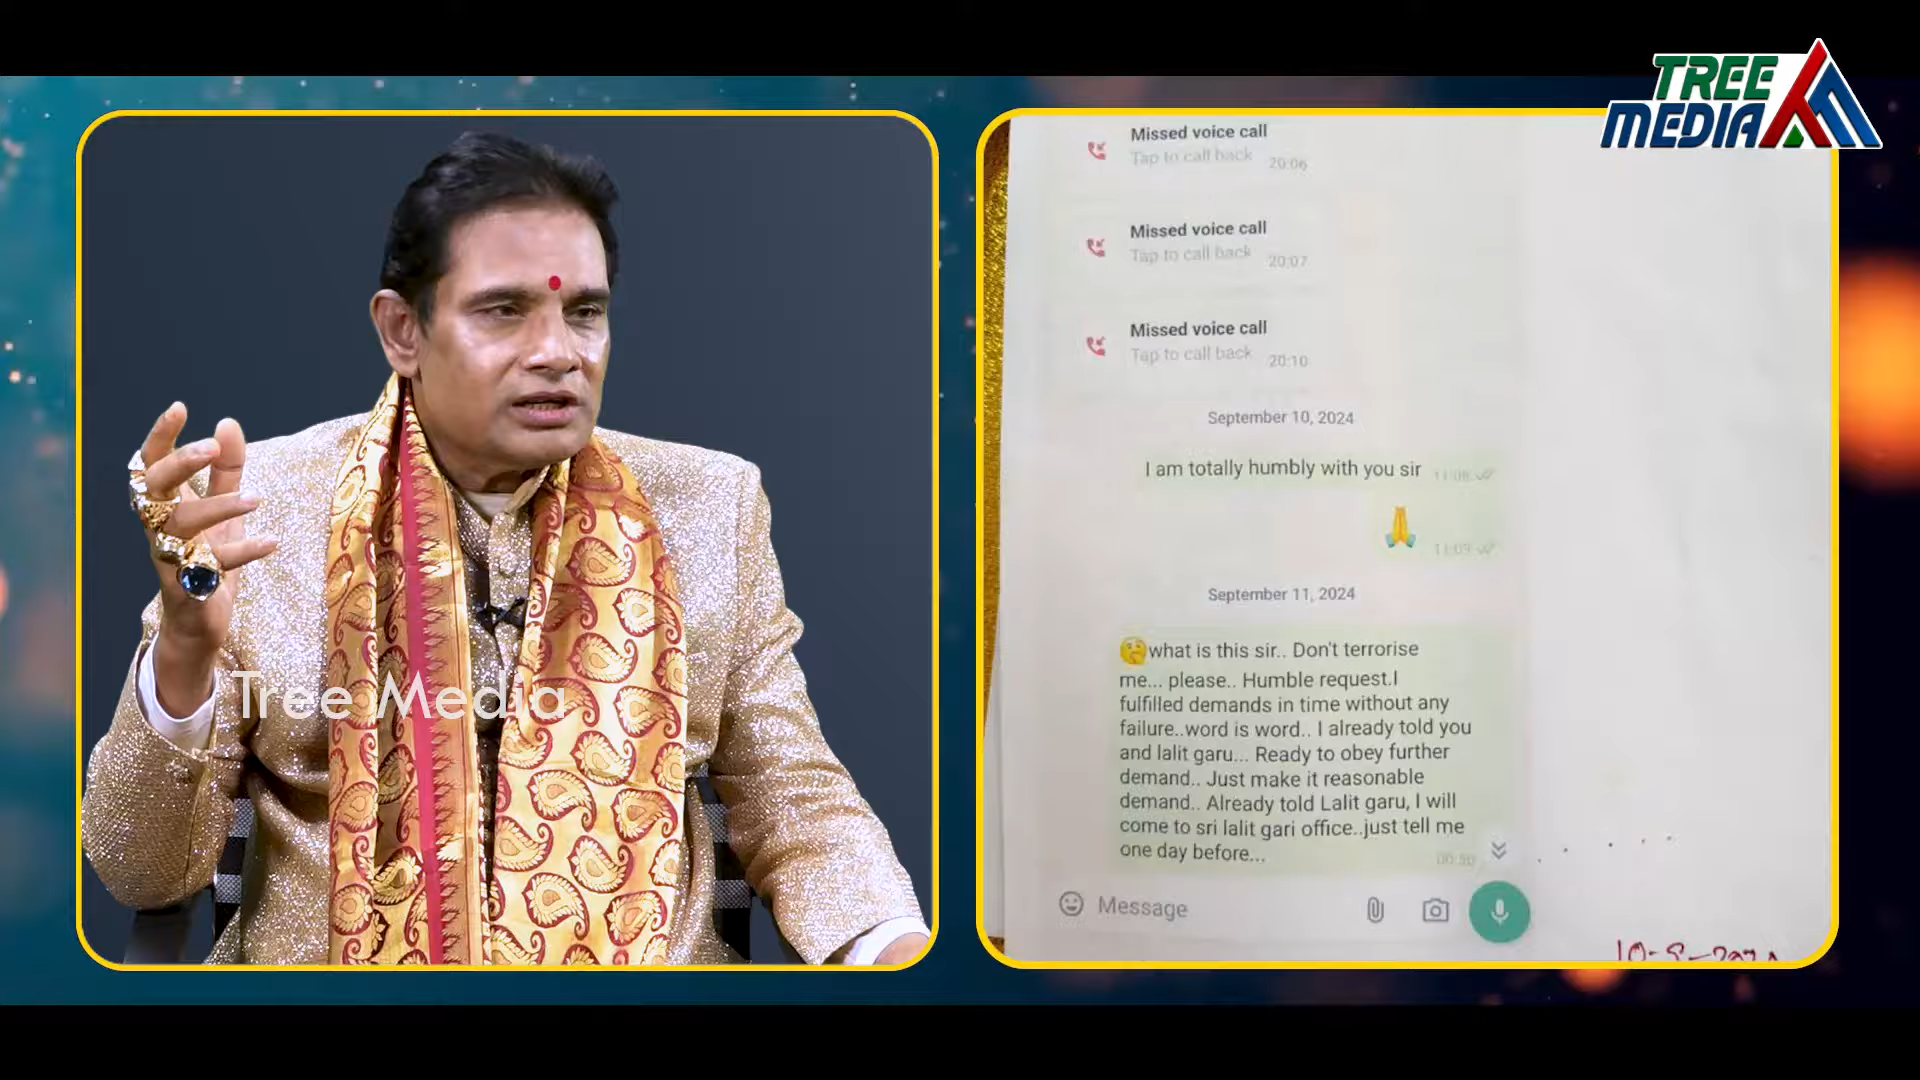 TREE
MEDIA
Missed voice call
Tap to call back 20:06
Missed voice call
Tap to call back 20:07
Missed voice call
Tap to call back 20:10
September 10, 2024
I am totally humbly with you sir 11:08
11:09
September 11, 2024
what is this sir.. Don't terrorise
me... please.. Humble request.I
fulfilled demands in time without any
failure..word is word.. I already told you
and lalit garu... Ready to obey further
demand.. Just make it reasonable
demand.. Already told Lalit garu, I will
come to sri lalit gari office..just tell me
one day before...
Message
Tree Media